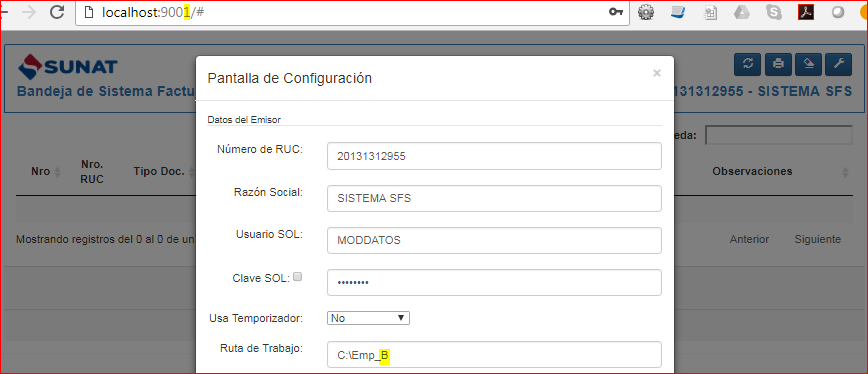 localhost:9001/#
SUNAT
Bandeja de Sistema Factu
131312955 - SISTEMA SFS
Pantalla de Configuración
×
Datos del Emisor
Número de RUC:
20131312955
Razón Social:
SISTEMA SFS
Usuario SOL:
MODDATOS
Clave SOL:
••••••••
Usa Temporizador:
No
Ruta de Trabajo:
C:\Emp_B
eda:
Nro
Nro.
RUC
Tipo Doc.
Observaciones
Mostrando registros del 0 al 0 de un
Anterior
Siguiente